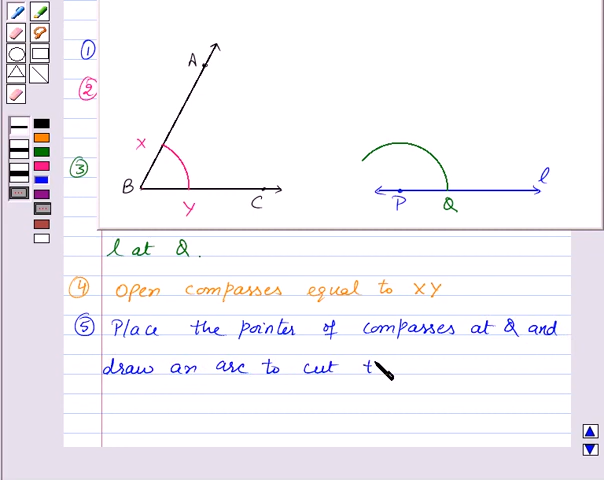 ①
A
②
X
③
l
B
P
Q
Y
C
l at Q.
④ Open compasses equal to XY
⑤ Place the pointer of compasses at Q and
draw an arc to cut t